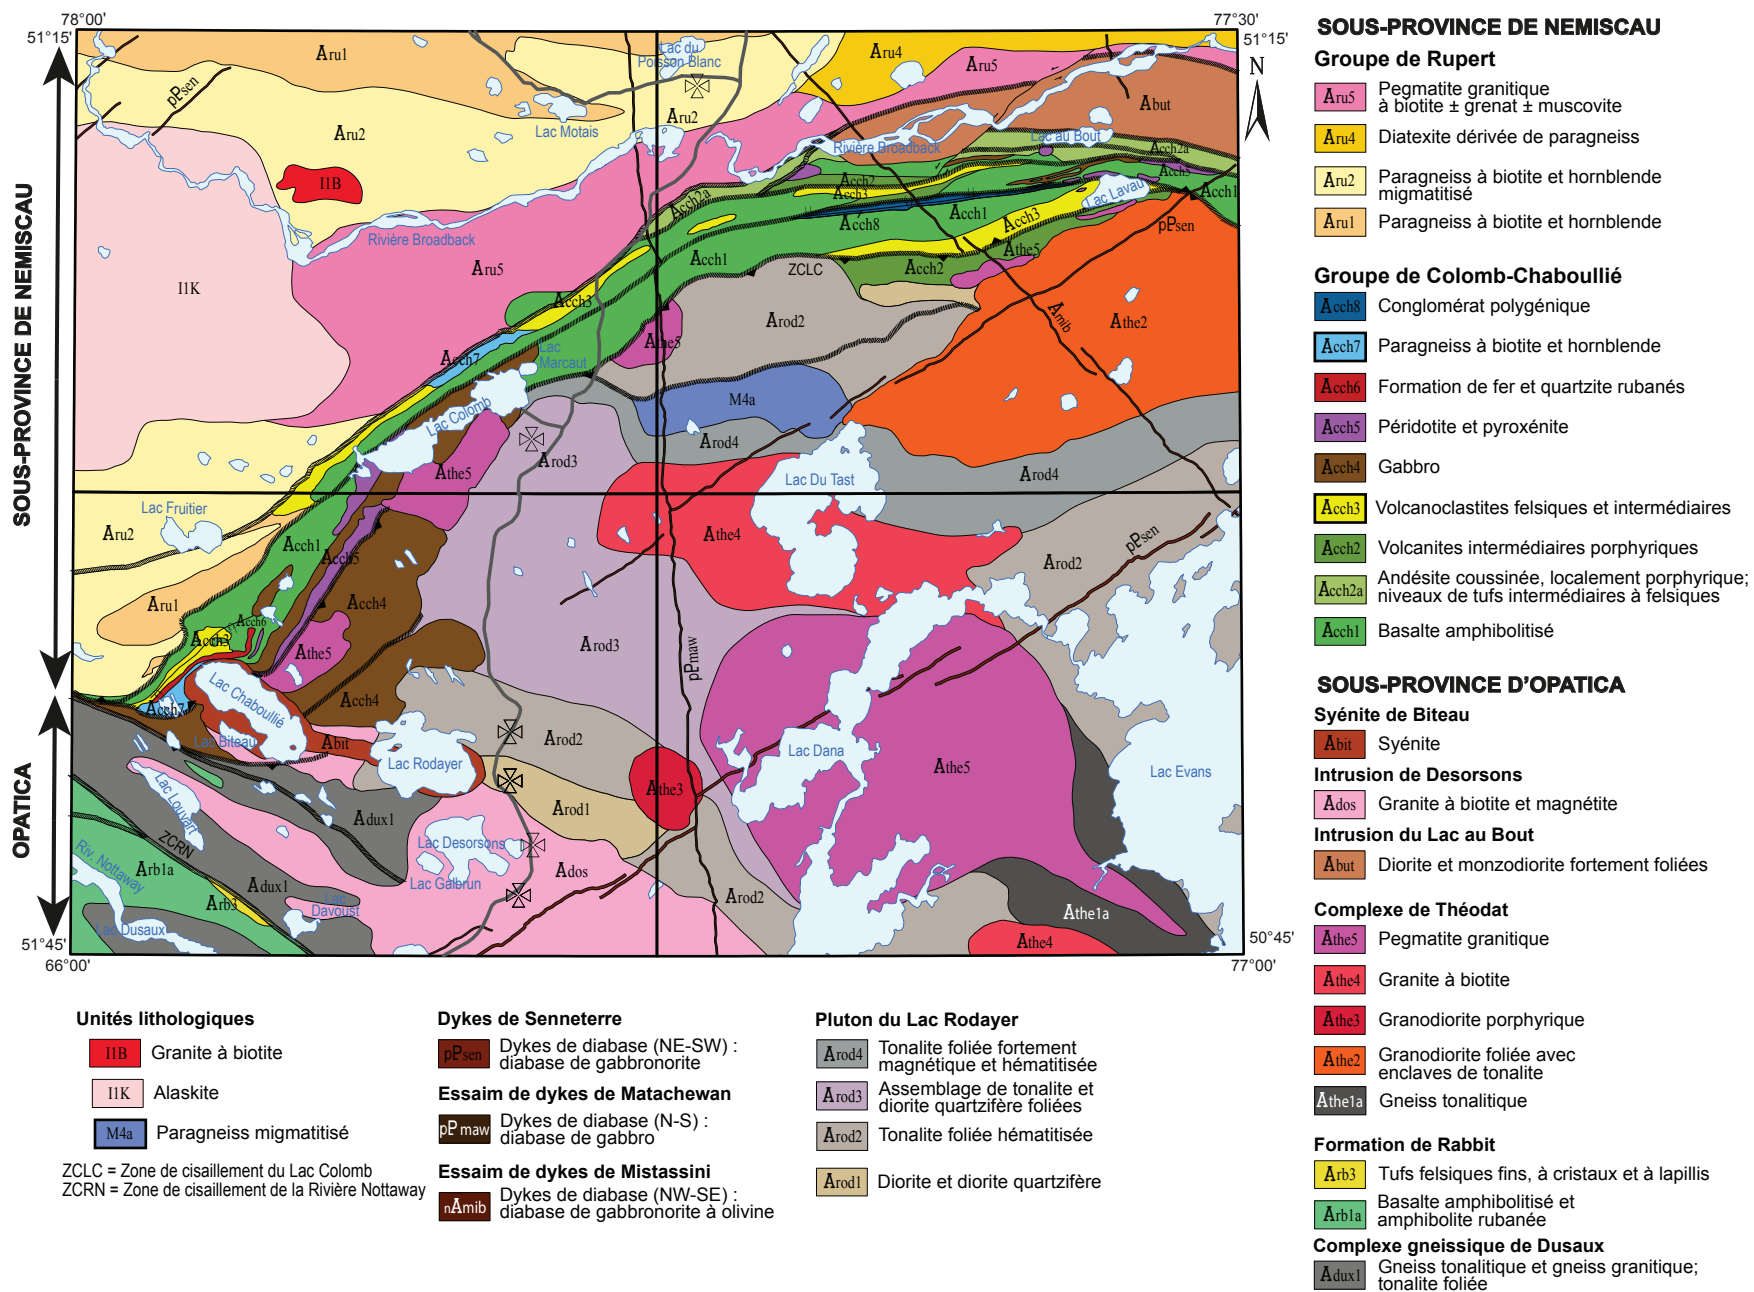 78°00'
77°30'
51°15'
51°15'
N
SOUS-PROVINCE DE NEMISCAU
OPATICA
Aru1
pPsen
Aru2
Lac Motais
Lac du
Poisson Blanc
Aru2
Aru4
Aru5
Abut
Lac au Bout
Rivière Broadback
Acch2a
Acch3
Acch1
Lac Lavau
I1B
Rivière Broadback
Acch2a
Acch2
Acch3
Acch8
Acch1
Acch3
pPsen
I1K
Aru5
Acch1
ZCLC
Acch2
Athe5
Acch3
Arod2
Amib
Athe2
Athe5
Acch7
Lac
Marcaut
M4a
Lac Colomb
Arod4
Arod3
Athe5
Arod4
Lac Du Tast
Lac Fruitier
Aru2
Athe4
pPsen
Acch1
Acch5
Arod2
Aru1
Acch4
Acch6
Acch3
Arod3
Athe5
pPmaw
Lac Chaboullié
Acch4
Acch7
Lac Biteau
Abit
Arod2
Lac Rodayer
Lac Dana
Athe5
Lac Evans
Athe3
Lac Louvart
Arod1
Adux1
ZCRN
Lac Desorsons
Riv. Nottaway
Arb1a
Ados
Lac Galbrun
Adux1
Arb3
Lac
Davoust
Arod2
Athe1a
Lac Dusaux
Athe4
51°45'
50°45'
66°00'
77°00'
Unités lithologiques
I1B Granite à biotite
I1K Alaskite
M4a Paragneiss migmatitisé
ZCLC = Zone de cisaillement du Lac Colomb
ZCRN = Zone de cisaillement de la Rivière Nottaway
Dykes de Senneterre
pPsen Dykes de diabase (NE-SW) :
diabase de gabbronorite
Essaim de dykes de Matachewan
pPmaw Dykes de diabase (N-S) :
diabase de gabbro
Essaim de dykes de Mistassini
nAmib Dykes de diabase (NW-SE) :
diabase de gabbronorite à olivine
Pluton du Lac Rodayer
Arod4 Tonalite foliée fortement
magnétique et hématitisée
Arod3 Assemblage de tonalite et
diorite quartzifère foliées
Arod2 Tonalite foliée hématitisée
Arod1 Diorite et diorite quartzifère
SOUS-PROVINCE DE NEMISCAU
Groupe de Rupert
Aru5 Pegmatite granitique
à biotite ± grenat ± muscovite
Aru4 Diatexite dérivée de paragneiss
Aru2 Paragneiss à biotite et hornblende
migmatitisé
Aru1 Paragneiss à biotite et hornblende
Groupe de Colomb-Chaboullié
Acch8 Conglomérat polygénique
Acch7 Paragneiss à biotite et hornblende
Acch6 Formation de fer et quartzite rubanés
Acch5 Péridotite et pyroxénite
Acch4 Gabbro
Acch3 Volcanoclastites felsiques et intermédiaires
Acch2 Volcanites intermédiaires porphyriques
Acch2a Andésite coussinée, localement porphyrique;
niveaux de tufs intermédiaires à felsiques
Acch1 Basalte amphibolitisé
SOUS-PROVINCE D'OPATICA
Syénite de Biteau
Abit Syénite
Intrusion de Desorsons
Ados Granite à biotite et magnétite
Intrusion du Lac au Bout
Abut Diorite et monzodiorite fortement foliées
Complexe de Théodat
Athe5 Pegmatite granitique
Athe4 Granite à biotite
Athe3 Granodiorite porphyrique
Athe2 Granodiorite foliée avec
enclaves de tonalite
Athe1a Gneiss tonalitique
Formation de Rabbit
Arb3 Tufs felsiques fins, à cristaux et à lapillis
Arb1a Basalte amphibolitisé et
amphibolite rubanée
Complexe gneissique de Dusaux
Adux1 Gneiss tonalitique et gneiss granitique;
tonalite foliée